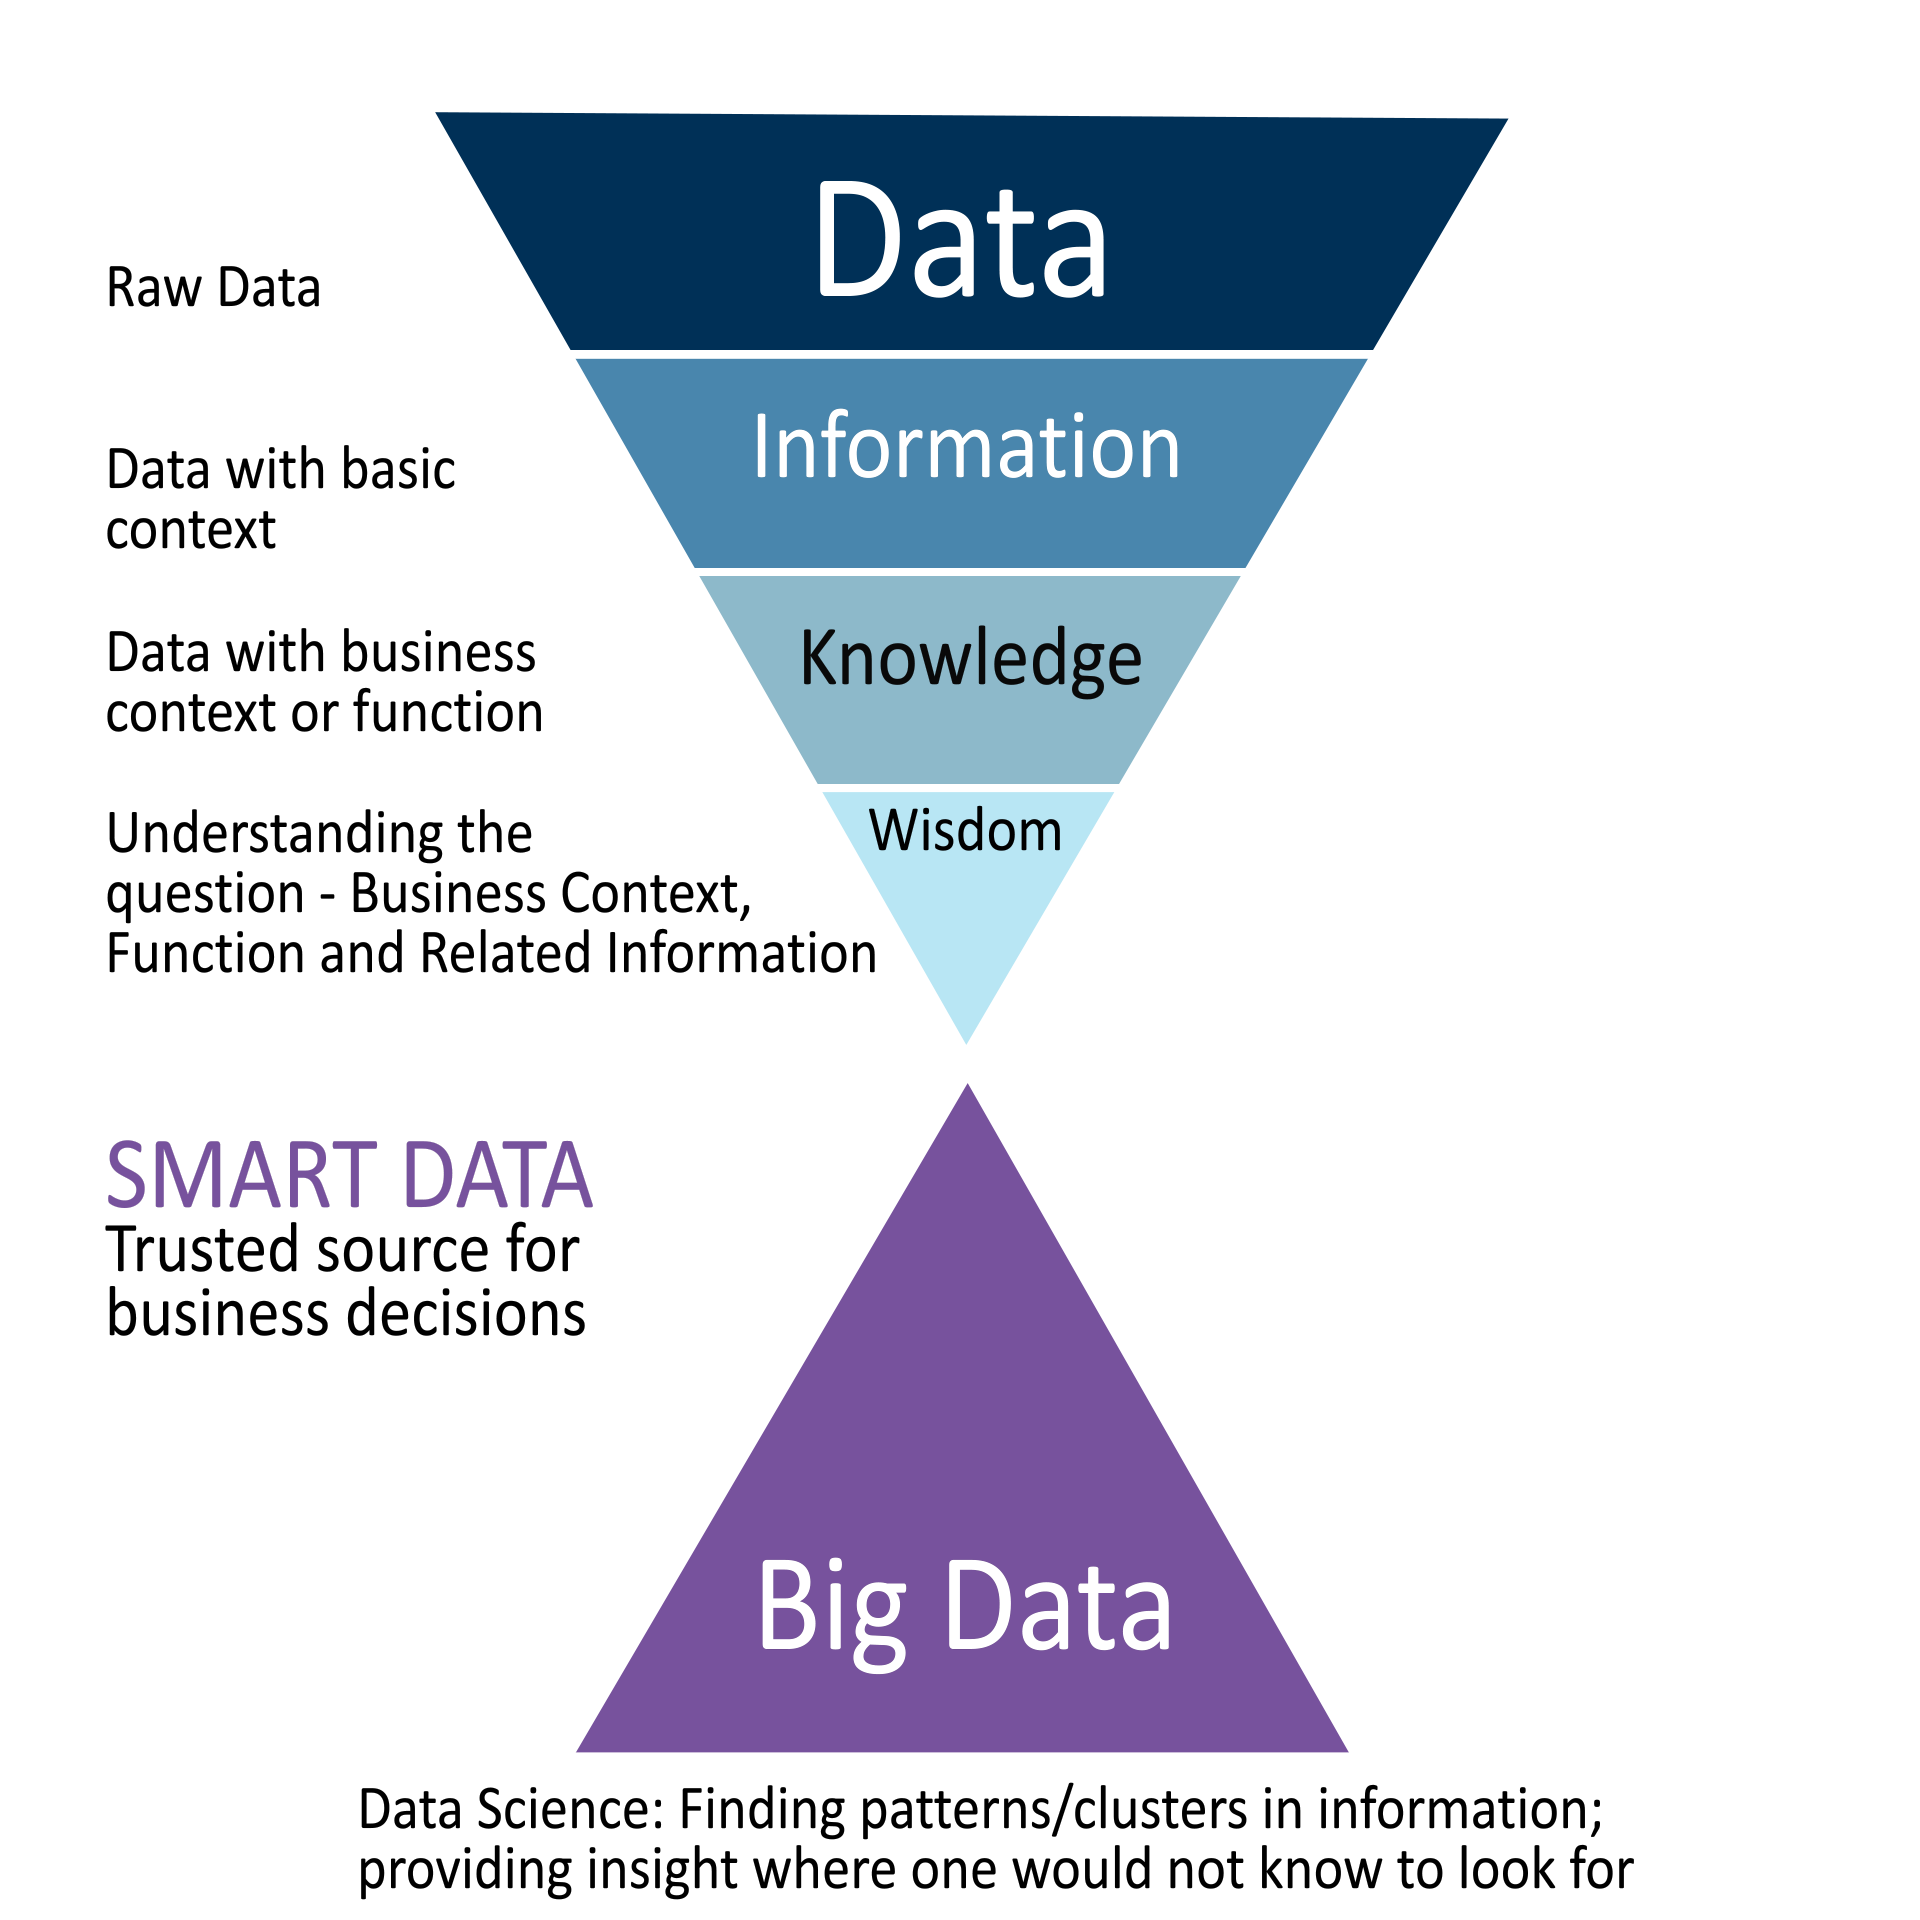 Data
Raw Data
Information
Data with basic
context
Knowledge
Data with business
context or function
Wisdom
Understanding the
question - Business Context,
Function and Related Information
SMART DATA
Trusted source for
business decisions
Big Data
Data Science: Finding patterns/clusters in information;
providing insight where one would not know to look for